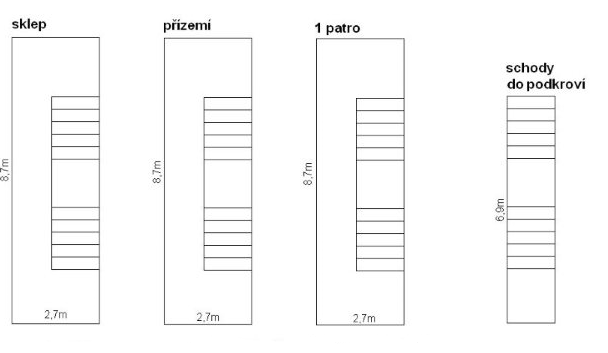 sklep
přízemí
1 patro
schody
do podkroví
8,7m
8,7m
8,7m
6,9m
2,7m
2,7m
2,7m